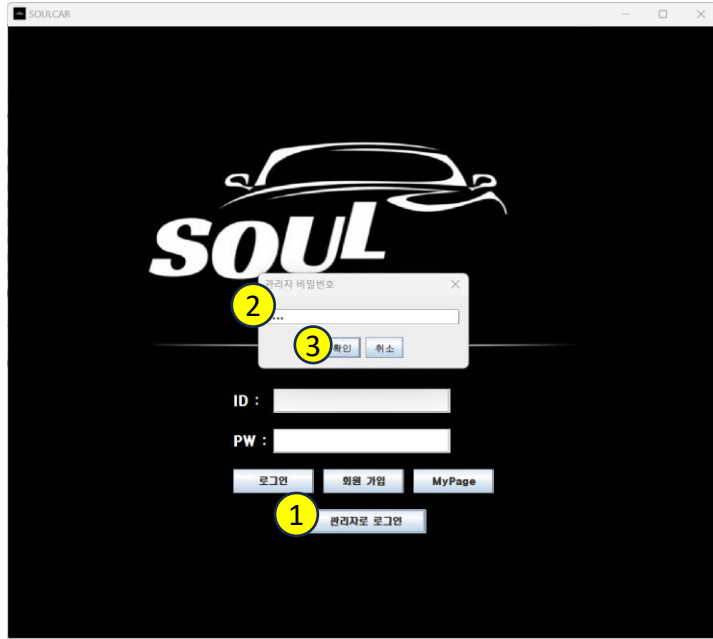 SOULCAR
SOUL
관리자 비밀번호
2
3
확인
취소
ID :
PW :
로그인
회원 가입
MyPage
1
관리자로 로그인